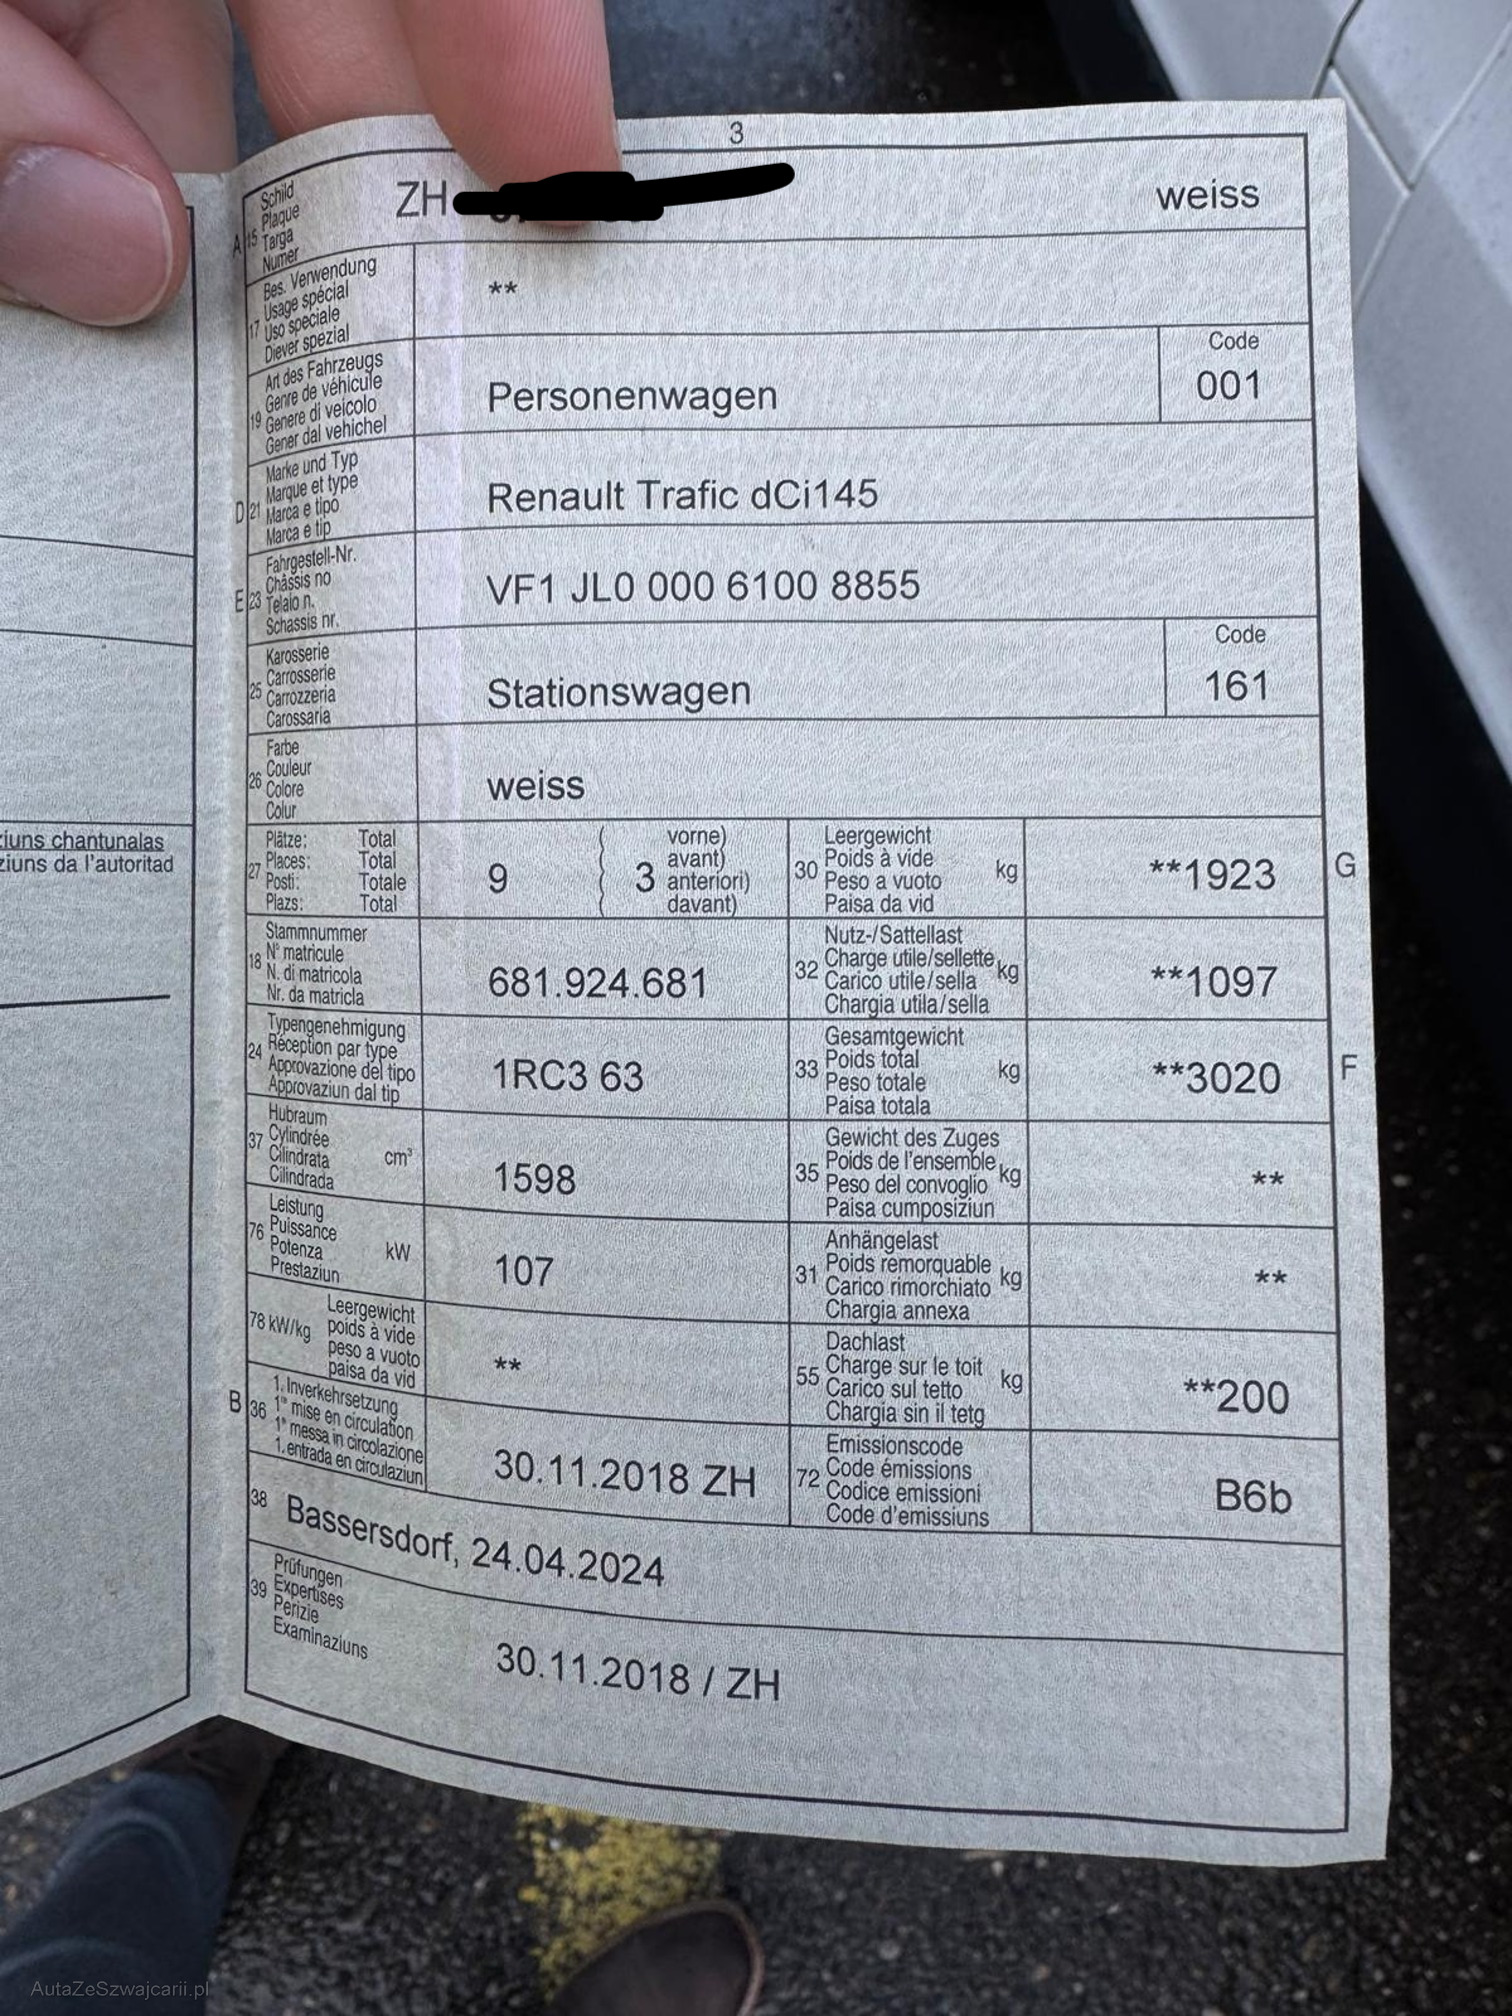 3
Schild
Plaque
A 15 Targa
Numer
ZH
weiss
Bes. Verwendung
Usage spécial
17 Uso speciale
Diever spezial
**
Art des Fahrzeugs
Genre de véhicule
19 Genere di veicolo
Gener dal vehichel
Personenwagen
Code
001
Marke und Typ
Marque et type
D 21 Marca e tipo
Marca e tip
Renault Trafic dCi145
Fahrgestell-Nr.
Châssis no
E 23 Telaio n.
Schassis nr.
VF1 JL0 000 6100 8855
Karosserie
Carrosserie
25 Carrozzeria
Carossaria
Stationswagen
Code
161
Farbe
Couleur
26 Colore
Colur
weiss
Plätze: Total
Places: Total
27 Posti: Totale
Plazs: Total
9
3
vorne)
avant)
anteriori)
davant)
Leergewicht
Poids à vide
30 Peso a vuoto kg
Paisa da vid
**1923
G
Stammnummer
N° matricule
18 N. di matricola
Nr. da matricla
681.924.681
Nutz-/Sattellast
Charge utile/sellette
32 Carico utile/sella kg
Chargia utila/sella
**1097
Typengenehmigung
Réception par type
24 Approvazione del tipo
Approvaziun dal tip
1RC3 63
Gesamtgewicht
Poids total
33 Peso totale kg
Paisa totala
**3020
F
Hubraum
Cylindrée
37 Cilindrata cm³
Cilindrada
1598
Gewicht des Zuges
Poids de l'ensemble
35 Peso del convoglio kg
Paisa cumposiziun
**
Leistung
Puissance
76 Potenza kW
Prestaziun
107
Anhängelast
Poids remorquable
31 Carico rimorchiato kg
Chargia annexa
**
Leergewicht
78 kW/kg poids à vide
peso a vuoto
paisa da vid
**
Dachlast
Charge sur le toit
55 Carico sul tetto kg
Chargia sin il tetg
**200
1. Inverkehrsetzung
B 36 1re mise en circulation
1a messa in circolazione
1. entrada en circulaziun
30.11.2018 ZH
Emissionscode
Code émissions
72 Codice emissioni
Code d'emissiuns
B6b
38 Bassersdorf, 24.04.2024
Prüfungen
39 Expertises
Perizie
Examinaziuns
30.11.2018 / ZH
ziuns chantunalas
ziuns da l'autoritad
AutaZeSzwajcarii.pl